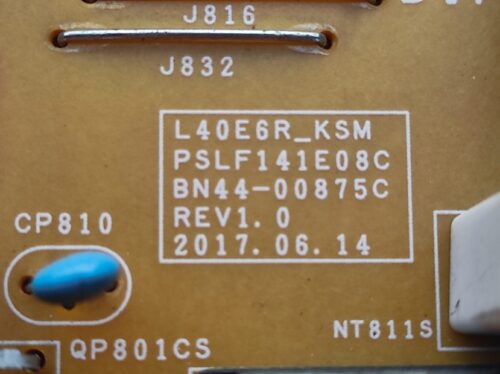 J816
J832
L40E6R_KSM
PSLF141E08C
BN44-00875C
REV1.0
2017.06.14
CP810
NT811S
QP801CS